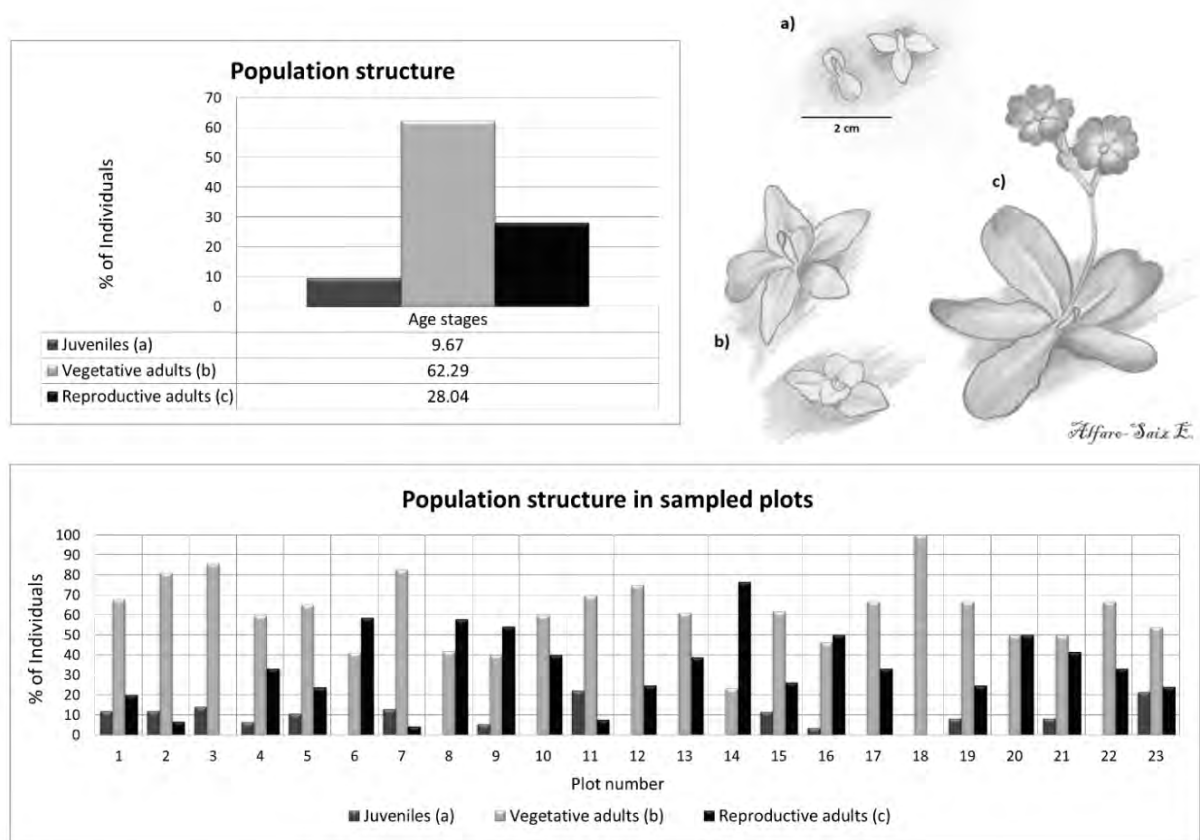 Population structure
% of Individuals
70
60
50
40
30
20
10
0
Age stages
Juveniles (a) 9.67
Vegetative adults (b) 62.29
Reproductive adults (c) 28.04
a)
2 cm
b)
c)
Alfaro-Saiz E.
Population structure in sampled plots
% of Individuals
100
90
80
70
60
50
40
30
20
10
0
1 2 3 4 5 6 7 8 9 10 11 12 13 14 15 16 17 18 19 20 21 22 23
Plot number
Juveniles (a) Vegetative adults (b) Reproductive adults (c)